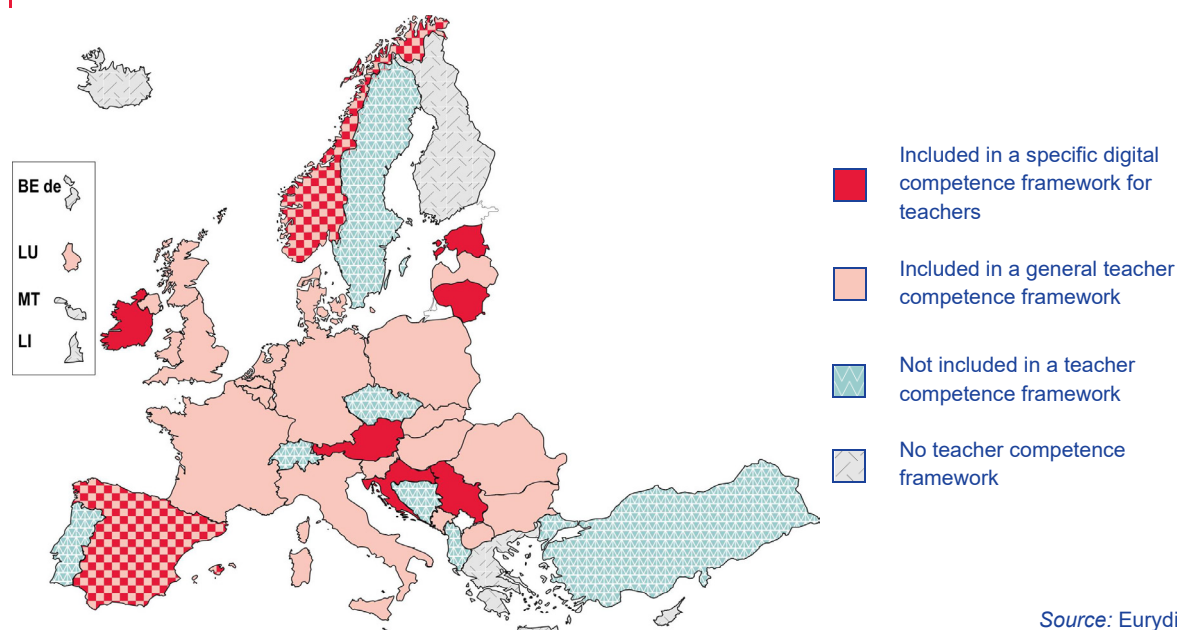 BE de
LU
MT
LI
Included in a specific digital
competence framework for
teachers
Included in a general teacher
competence framework
Not included in a teacher
competence framework
No teacher competence
framework
Source: Eurydi